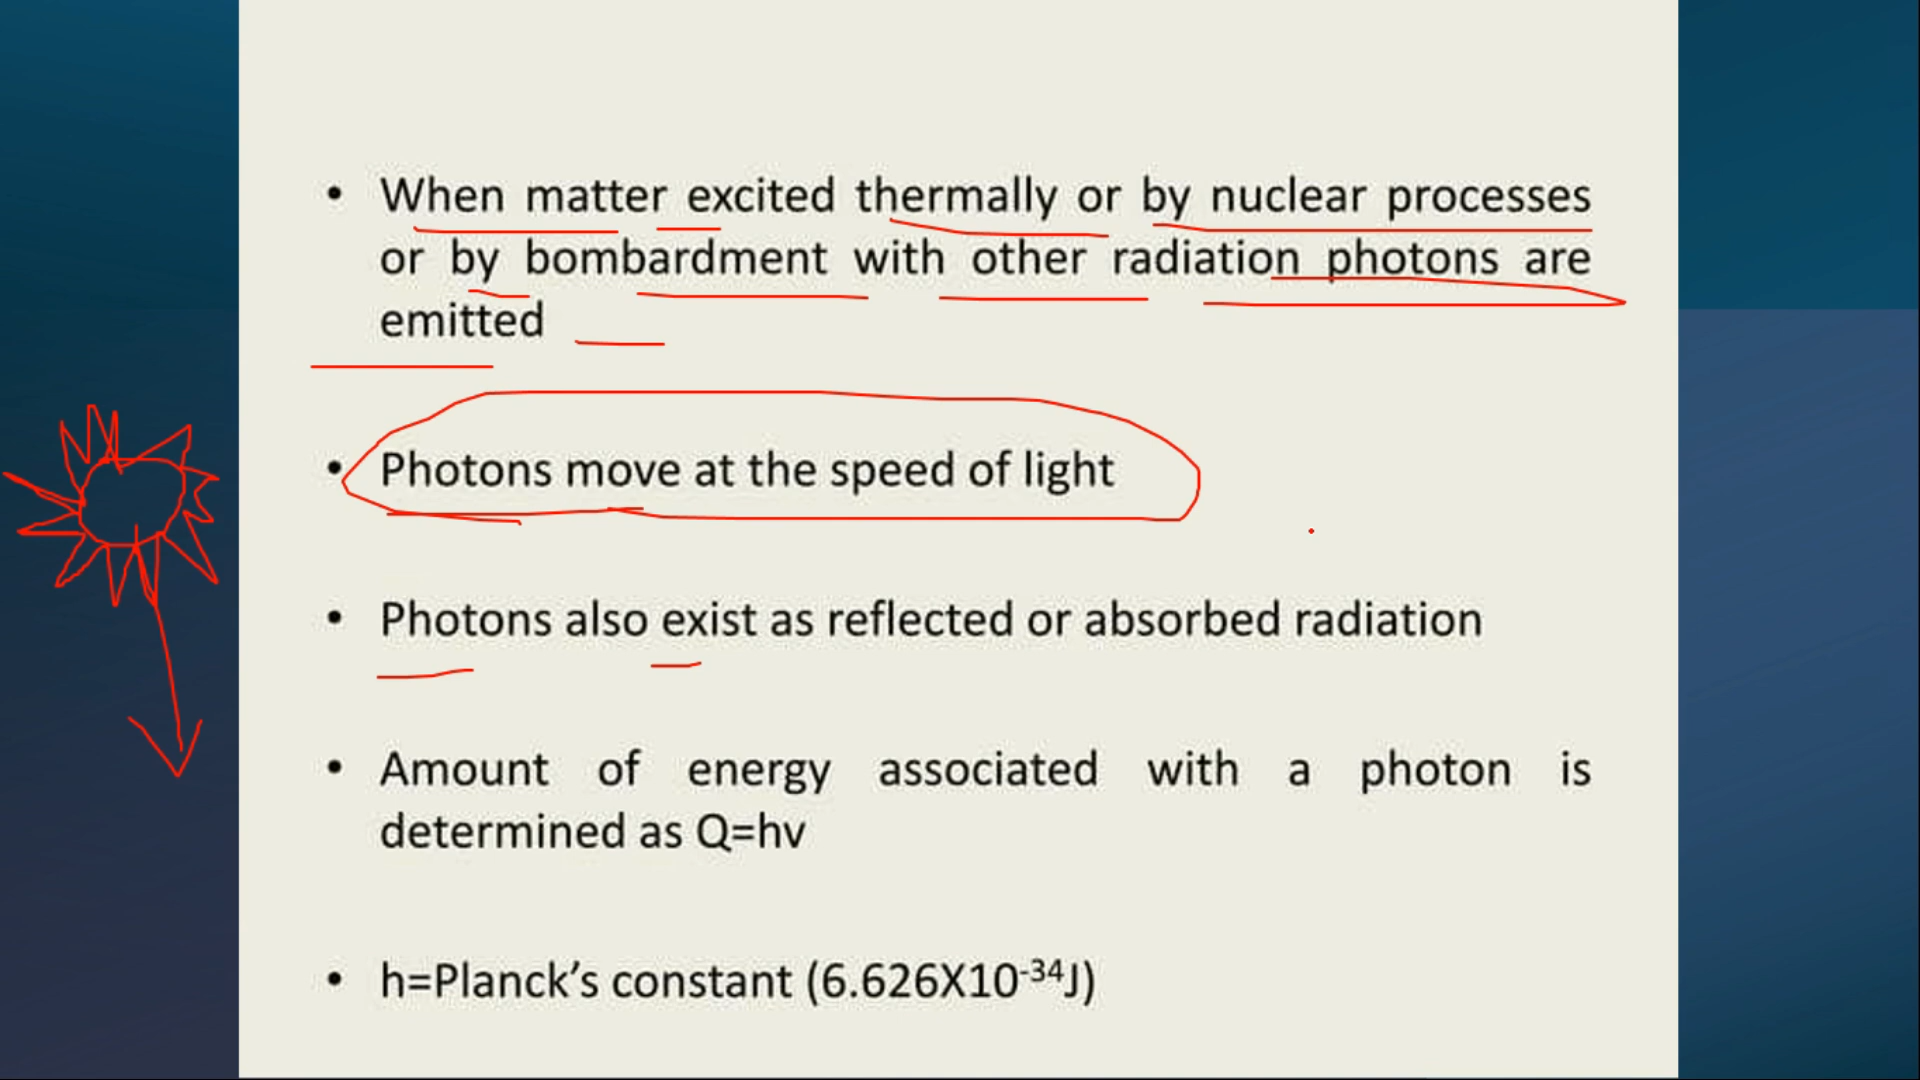 • When matter excited thermally or by nuclear processes
or by bombardment with other radiation photons are
emitted
• Photons move at the speed of light
• Photons also exist as reflected or absorbed radiation
• Amount of energy associated with a photon is
determined as Q=hv
• h=Planck’s constant (6.626X10⁻³⁴J)